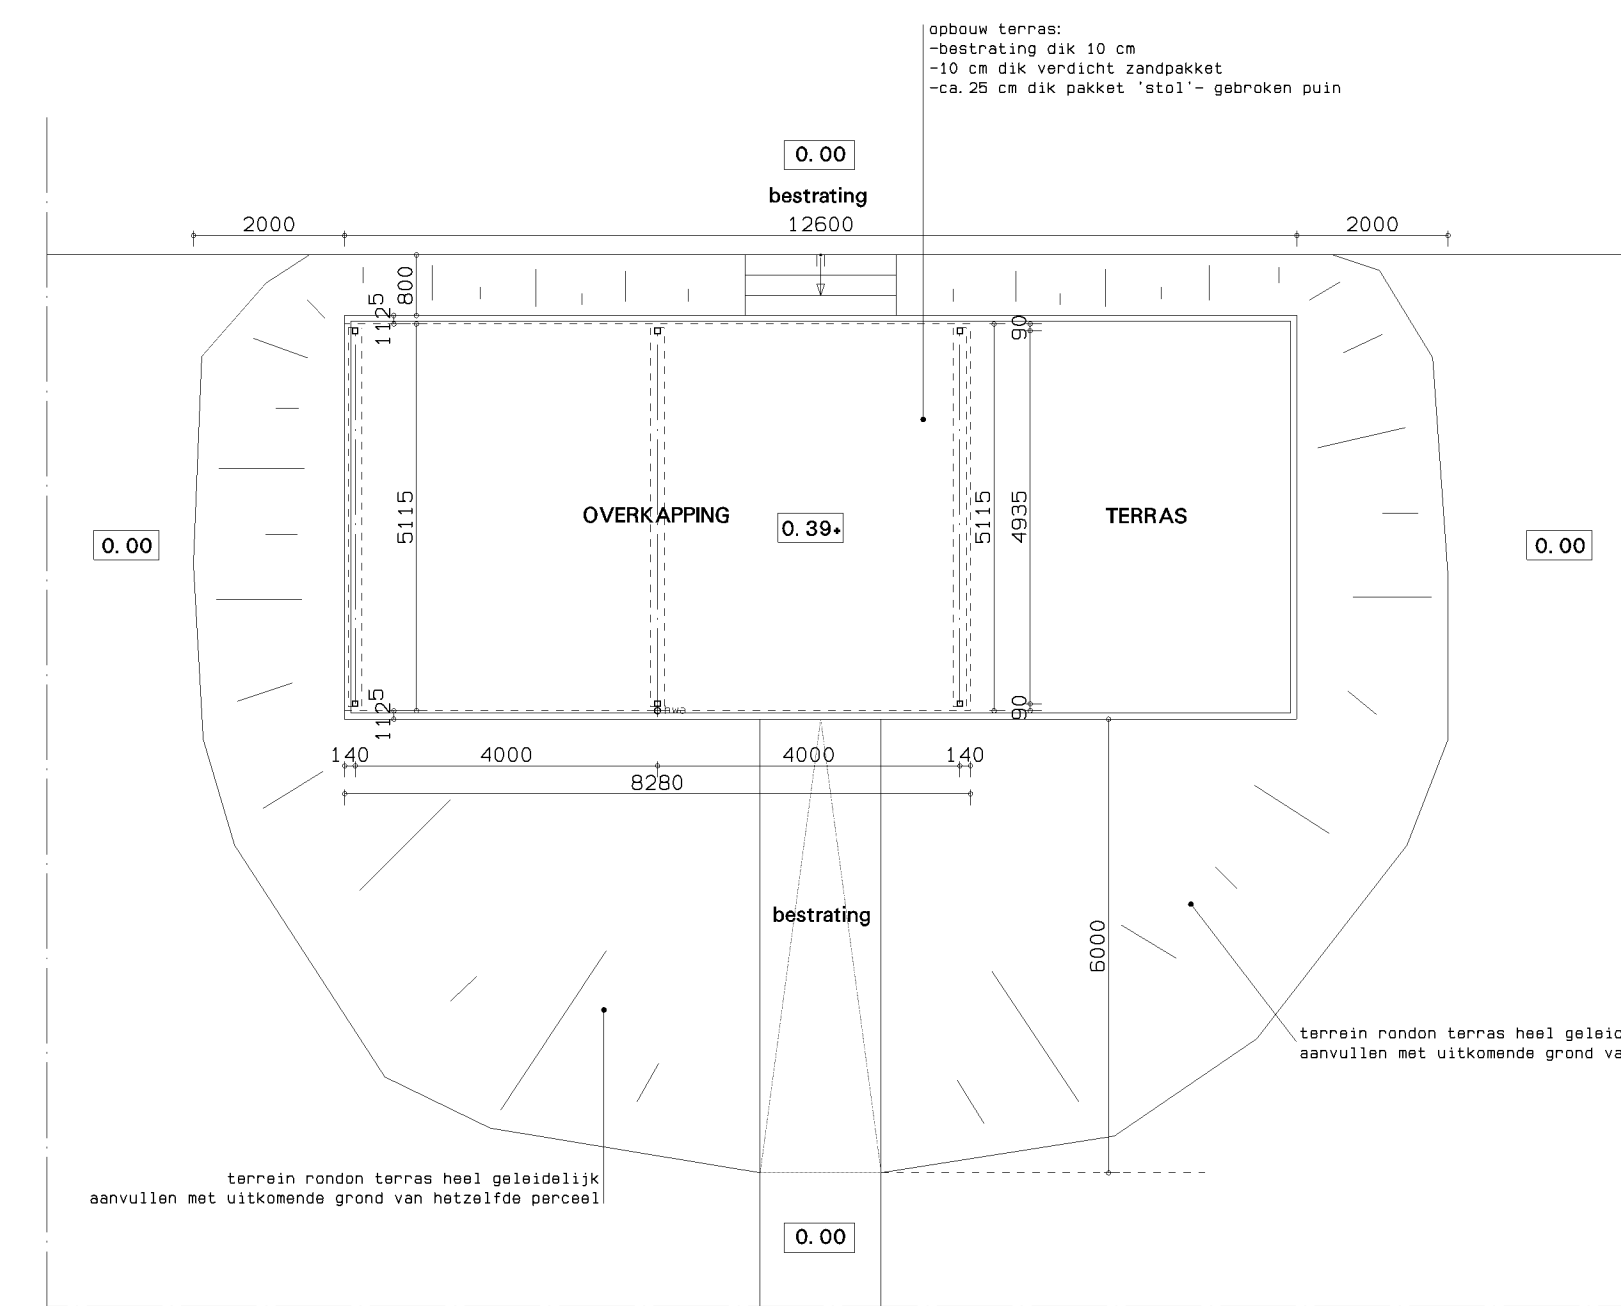 opbouw terras:
-bestrating dik 10 cm
-10 cm dik verdicht zandpakket
-ca. 25 cm dik pakket 'stol'- gebroken puin
0.00
bestrating
2000
12600
2000
800
1125
90
5115
OVERKAPPING
0.39+
5115
4935
TERRAS
0.00
0.00
1125
hwa
90
140
4000
4000
140
8280
bestrating
6000
terrein rondon terras heel geleid
aanvullen met uitkomende grond va
terrein rondon terras heel geleidelijk
aanvullen met uitkomende grond van hetzelfde perceel
0.00